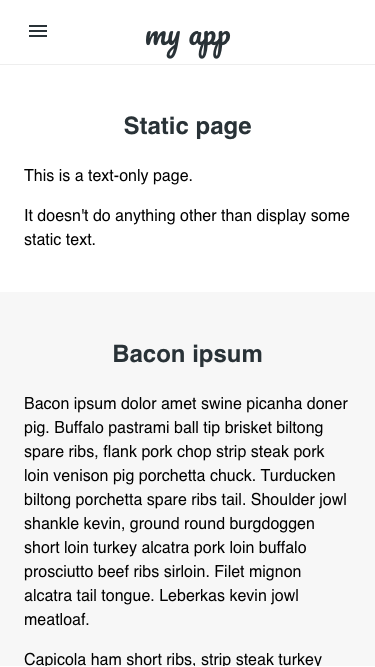 my app
Static page
This is a text-only page.
It doesn't do anything other than display some
static text.
Bacon ipsum
Bacon ipsum dolor amet swine picanha doner
pig. Buffalo pastrami ball tip brisket biltong
spare ribs, flank pork chop strip steak pork
loin venison pig porchetta chuck. Turducken
biltong porchetta spare ribs tail. Shoulder jowl
shankle kevin, ground round burgdoggen
short loin turkey alcatra pork loin buffalo
prosciutto beef ribs sirloin. Filet mignon
alcatra tail tongue. Leberkas kevin jowl
meatloaf.
Capicola ham short ribs, strip steak turkey